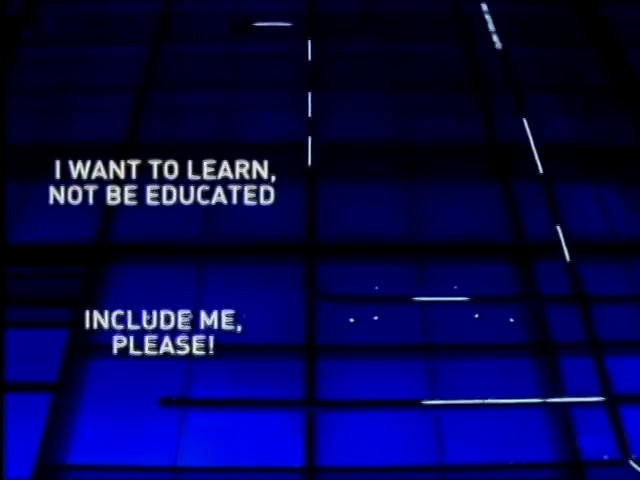 I WANT TO LEARN,
NOT BE EDUCATED
INCLUDE ME,
PLEASE!